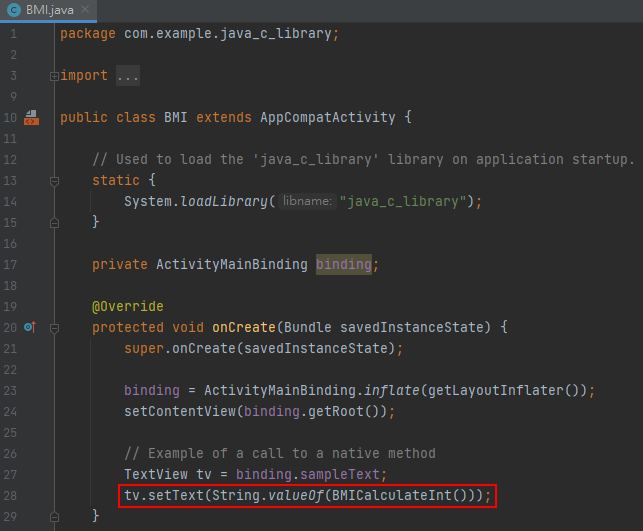 BMI.java
1 package com.example.java_c_library;
2
3 import ...
9
10 public class BMI extends AppCompatActivity {
11
12 // Used to load the 'java_c_library' library on application startup.
13 static {
14 System.loadLibrary( libname: "java_c_library");
15 }
16
17 private ActivityMainBinding binding;
18
19 @Override
20 protected void onCreate(Bundle savedInstanceState) {
21 super.onCreate(savedInstanceState);
22
23 binding = ActivityMainBinding.inflate(getLayoutInflater());
24 setContentView(binding.getRoot());
25
26 // Example of a call to a native method
27 TextView tv = binding.sampleText;
28 tv.setText(String.valueOf(BMICalculateInt()));
29 }